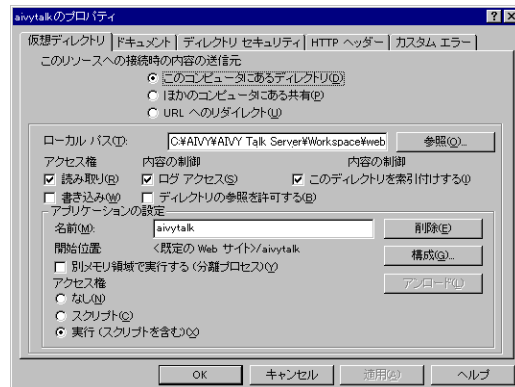 aivytalkのプロパティ
仮想ディレクトリ ドキュメント ディレクトリ セキュリティ HTTP ヘッダー カスタム エラー
このリソースへの接続時の内容の送信元
このコンピュータにあるディレクトリ(D)
ほかのコンピュータにある共有(P)
URL へのリダイレクト(U)
ローカル パス(T): C:¥AIVY¥AIVY Talk Server¥Workspace¥web 参照(O)...
アクセス権 内容の制御 内容の制御
読み取り(R) ログ アクセス(S) このディレクトリを索引付けする(I)
書き込み(W) ディレクトリの参照を許可する(B)
アプリケーションの設定
名前(M): aivytalk 削除(E)
開始位置: <既定の Web サイト>/aivytalk 構成(G)...
別メモリ領域で実行する (分離プロセス)(Y)
アクセス権 アンロード(L)
なし(N)
スクリプト(C)
実行 (スクリプトを含む)(X)
OK キャンセル 適用(A) ヘルプ